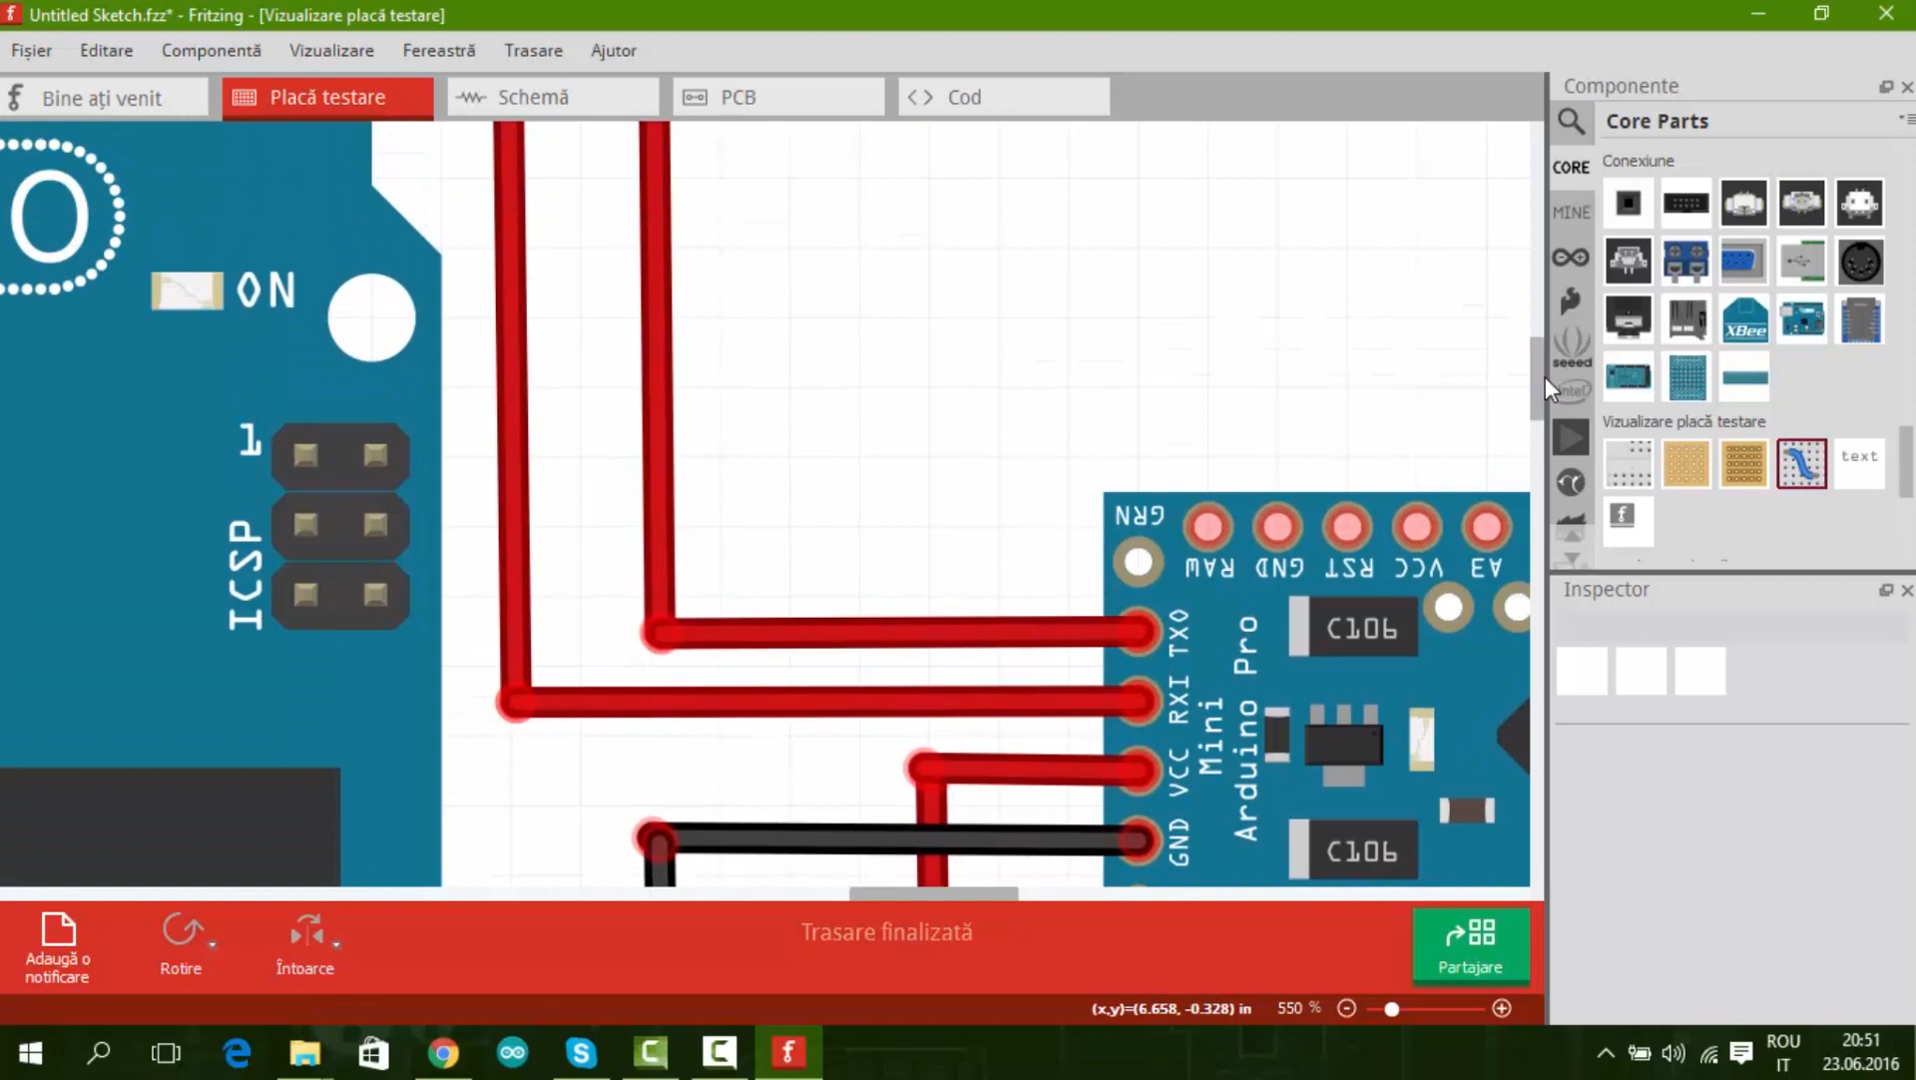 Untitled Sketch.fzz* - Fritzing - [Vizualizare placă testare]
Fișier Editare Componentă Vizualizare Fereastră Trasare Ajutor
Bine ați venit Placă testare Schemă PCB Cod
Componente
Core Parts
CORE
Conexiune
MINE
XBee
seeed
intel
Vizualizare placă testare
text
Inspector
O
ON
1
ICSP
GRN
RAW GND RST VCC A3
TXO
RXI
VCC
GND
Arduino Pro
Mini
C106
C106
Adaugă o
notificare
Rotire
Întoarce
Trasare finalizată
Partajare
(x,y)=(6.658, -0.328) in 550 %
ROU
IT
20:51
23.06.2016